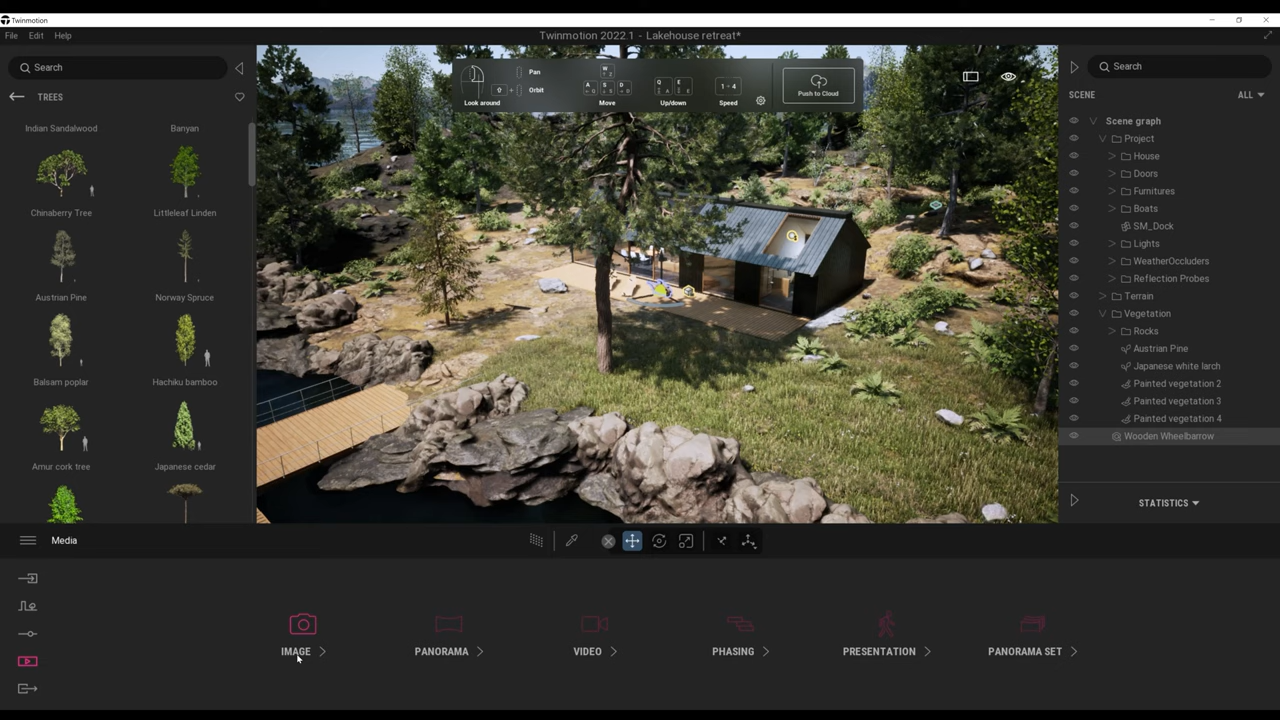 Twinmotion
File Edit Help
Twinmotion 2022.1 - Lakehouse retreat*
Search
TREES
Indian Sandalwood
Banyan
Chinaberry Tree
Littleleaf Linden
Austrian Pine
Norway Spruce
Balsam poplar
Hachiku bamboo
Amur cork tree
Japanese cedar
Look around
Pan
Orbit
W
Z
A
Q
S
S
D
D
Move
Q
A
E
E
Up/down
1 - 4
Speed
Push to Cloud
Search
SCENE
ALL
Scene graph
Project
House
Doors
Furnitures
Boats
SM_Dock
Lights
WeatherOccluders
Reflection Probes
Terrain
Vegetation
Rocks
Austrian Pine
Japanese white larch
Painted vegetation 2
Painted vegetation 3
Painted vegetation 4
Wooden Wheelbarrow
STATISTICS
Media
IMAGE
PANORAMA
VIDEO
PHASING
PRESENTATION
PANORAMA SET